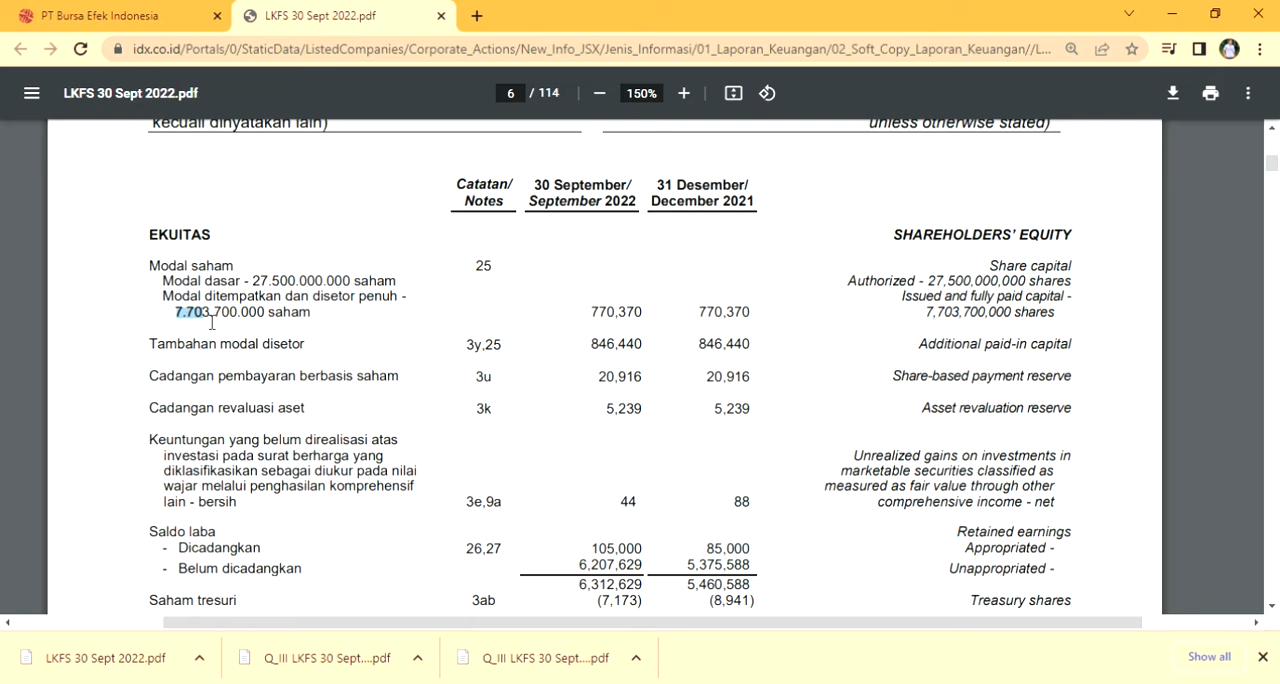 PT Bursa Efek Indonesia
LKFS 30 Sept 2022.pdf
idx.co.id/Portals/0/StaticData/ListedCompanies/Corporate_Actions/New_Info_JSX/Jenis_Informasi/01_Laporan_Keuangan/02_Soft_Copy_Laporan_Keuangan//L...
LKFS 30 Sept 2022.pdf
6 / 114
150%
kecuali dinyatakan lain)
unless otherwise stated)
Catatan/ 30 September/ 31 Desember/
Notes September 2022 December 2021
EKUITAS SHAREHOLDERS' EQUITY
Modal saham 25 Share capital
Modal dasar - 27.500.000.000 saham Authorized - 27,500,000,000 shares
Modal ditempatkan dan disetor penuh - Issued and fully paid capital -
7.703.700.000 saham 770,370 770,370 7,703,700,000 shares
Tambahan modal disetor 3y,25 846,440 846,440 Additional paid-in capital
Cadangan pembayaran berbasis saham 3u 20,916 20,916 Share-based payment reserve
Cadangan revaluasi aset 3k 5,239 5,239 Asset revaluation reserve
Keuntungan yang belum direalisasi atas
investasi pada surat berharga yang Unrealized gains on investments in
diklasifikasikan sebagai diukur pada nilai marketable securities classified as
wajar melalui penghasilan komprehensif measured as fair value through other
lain - bersih 3e,9a 44 88 comprehensive income - net
Saldo laba Retained earnings
- Dicadangkan 26,27 105,000 85,000 Appropriated -
- Belum dicadangkan 6,207,629 5,375,588 Unappropriated -
6,312,629 5,460,588
Saham tresuri 3ab (7,173) (8,941) Treasury shares
LKFS 30 Sept 2022.pdf
Q_III LKFS 30 Sept....pdf
Q_III LKFS 30 Sept....pdf
Show all